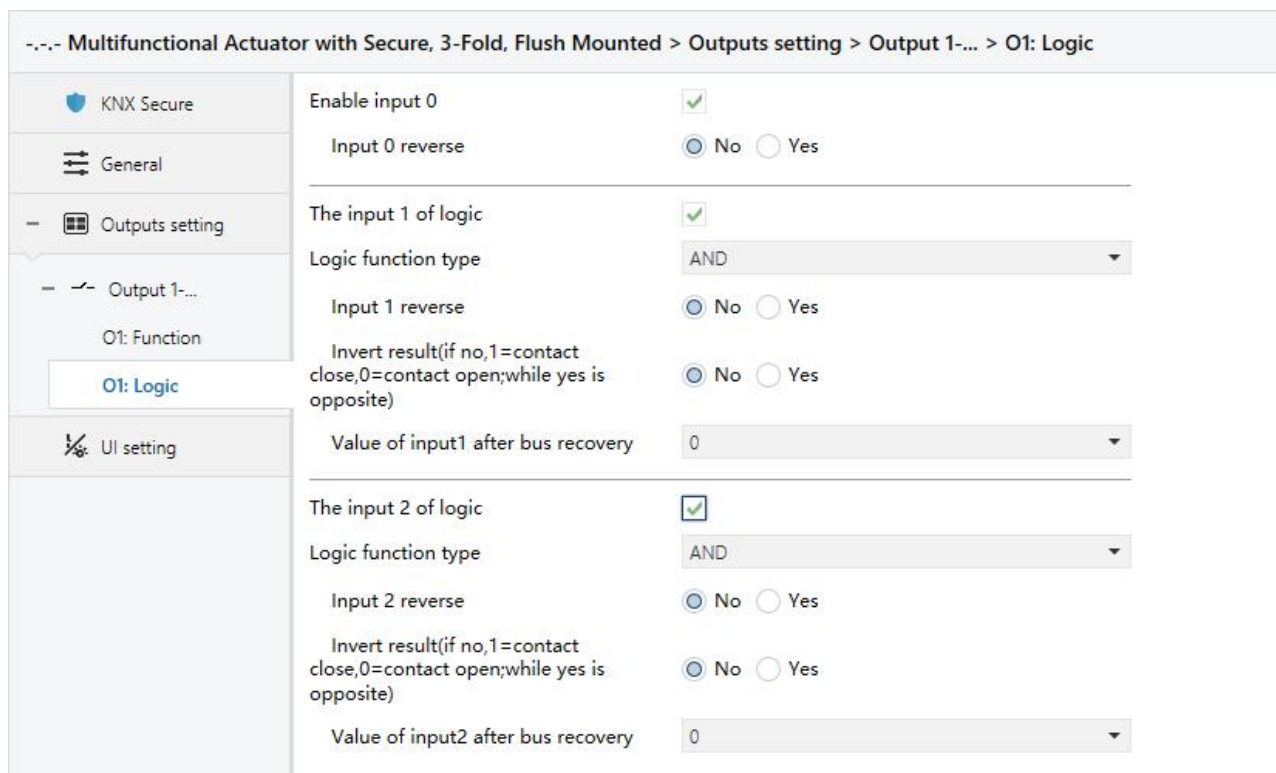 -.-.- Multifunctional Actuator with Secure, 3-Fold, Flush Mounted > Outputs setting > Output 1-... > O1: Logic
KNX Secure
General
Outputs setting
Output 1-...
O1: Function
O1: Logic
UI setting
Enable input 0
Input 0 reverse
No Yes
The input 1 of logic
Logic function type
AND
Input 1 reverse
No Yes
Invert result(if no,1=contact
close,0=contact open;while yes is
opposite)
No Yes
Value of input1 after bus recovery
0
The input 2 of logic
Logic function type
AND
Input 2 reverse
No Yes
Invert result(if no,1=contact
close,0=contact open;while yes is
opposite)
No Yes
Value of input2 after bus recovery
0